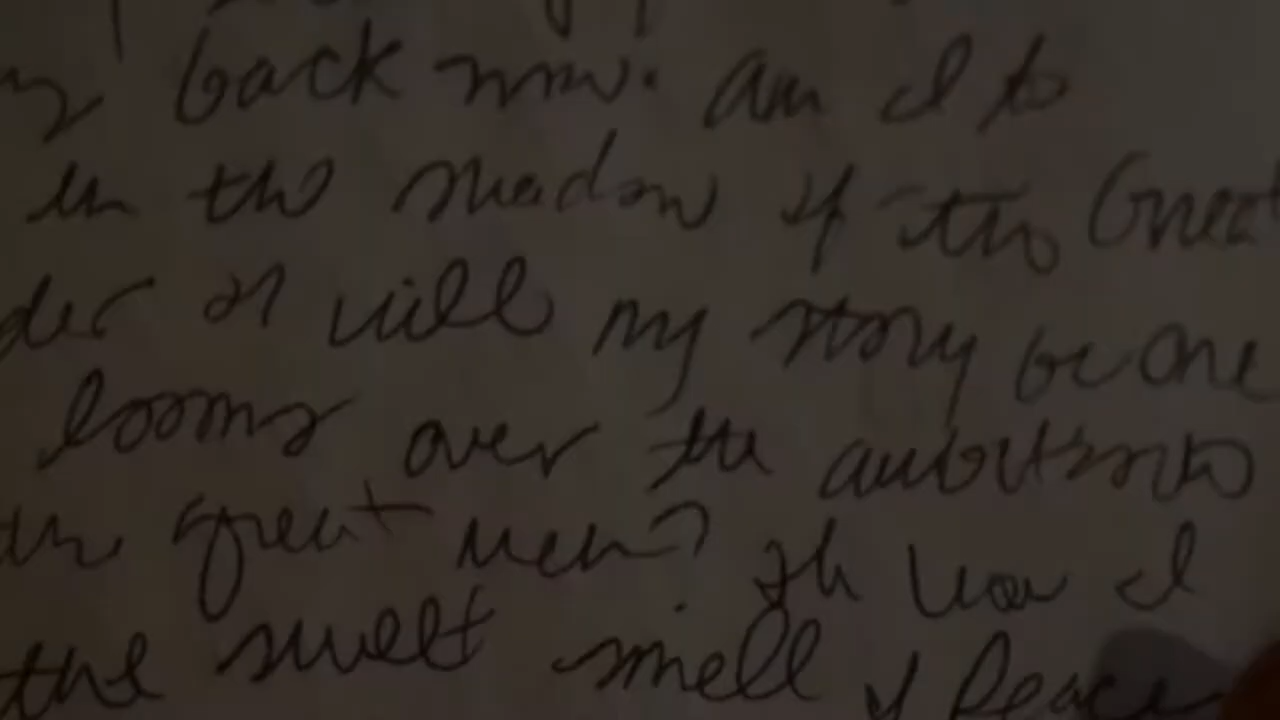 back now. Am I to
in the shadow of the Great
der or will my story be one
looms over the ambitions
great men? Oh how I
the sweet smell of Peace